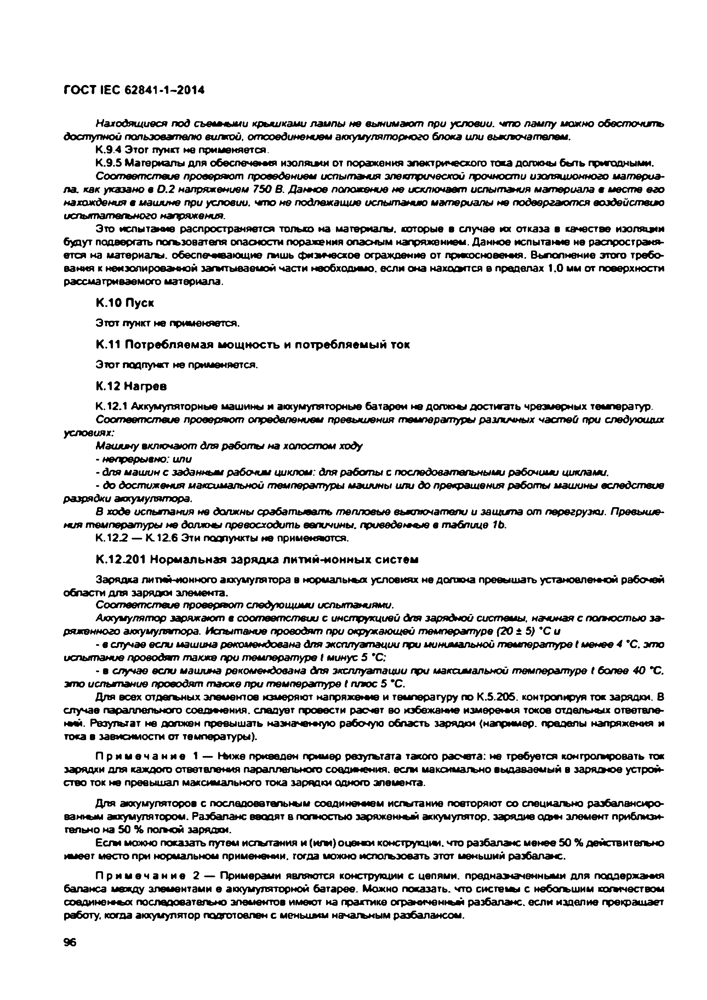 ГОСТ IEC 62841-1–2014
Находящиеся под съемными крышками лампы не вынимают при условии, что лампу можно обесточить
доступной пользователю вилкой, отсоединением аккумуляторного блока или выключателем.
К.9.4 Этот пункт не применяется.
К.9.5 Материалы для обеспечения изоляции от поражения электрического тока должны быть пригодными.
Соответствие проверяют проведением испытания электрической прочности изоляционного материа-
ла, как указано в D.2 напряжением 750 В. Данное положение не исключает испытания материала в месте его
нахождения в машине при условии, что не подлежащие испытанию материалы не подвергаются воздействию
испытательного напряжения.
Это испытание распространяется только на материалы, которые в случае их отказа в качестве изоляции
будут подвергать пользователя опасности поражения опасным напряжением. Данное испытание не распространя-
ется на материалы, обеспечивающие лишь физическое ограждение от прикосновения. Выполнение этого требо-
вания к неизолированной запитываемой части необходимо, если она находится в пределах 1,0 мм от поверхности
рассматриваемого материала.
К.10 Пуск
Этот пункт не применяется.
К.11 Потребляемая мощность и потребляемый ток
Этот подпункт не применяется.
К.12 Нагрев
К.12.1 Аккумуляторные машины и аккумуляторные батареи не должны достигать чрезмерных температур.
Соответствие проверяют определением превышения температуры различных частей при следующих
условиях:
Машину включают для работы на холостом ходу
- непрерывно; или
- для машин с заданным рабочим циклом: для работы с последовательными рабочими циклами.
- до достижения максимальной температуры машины или до прекращения работы машины вследствие
разрядки аккумулятора.
В ходе испытания не должны срабатывать тепловые выключатели и защита от перегрузки. Превыше-
ния температуры не должны превосходить величины, приведенные в таблице 1b.
К.12.2 — К.12.6 Эти подпункты не применяются.
К.12.201 Нормальная зарядка литий-ионных систем
Зарядка литий-ионного аккумулятора в нормальных условиях не должна превышать установленной рабочей
области для зарядки элемента.
Соответствие проверяют следующими испытаниями.
Аккумулятор заряжают в соответствии с инструкцией для зарядной системы, начиная с полностью за-
ряженного аккумулятора. Испытание проводят при окружающей температуре (20 ± 5) °С и
- в случае если машина рекомендована для эксплуатации при минимальной температуре t менее 4 °С, это
испытание проводят также при температуре t минус 5 °С;
- в случае если машина рекомендована для эксплуатации при максимальной температуре t более 40 °С,
это испытание проводят также при температуре t плюс 5 °С.
Для всех отдельных элементов измеряют напряжение и температуру по К.5.205, контролируя ток зарядки. В
случае параллельного соединения, следует провести расчет во избежание измерения токов отдельных ответвле-
ний. Результат не должен превышать назначенную рабочую область зарядки (например, пределы напряжения и
тока в зависимости от температуры).
Примечание 1 — Ниже приведен пример результата такого расчета: не требуется контролировать ток
зарядки для каждого ответвления параллельного соединения, если максимально выдаваемый в зарядное устрой-
ство ток не превышал максимального тока зарядки одного элемента.
Для аккумуляторов с последовательным соединением испытание повторяют со специально разбалансиро-
ванным аккумулятором. Разбаланс вводят в полностью заряженный аккумулятор, зарядив один элемент приблизи-
тельно на 50 % полной зарядки.
Если можно показать путем испытания и (или) оценки конструкции, что разбаланс менее 50 % действительно
имеет место при нормальном применении, тогда можно использовать этот меньший разбаланс.
Примечание 2 — Примерами являются конструкции с цепями, предназначенными для поддержания
баланса между элементами в аккумуляторной батарее. Можно показать, что системы с небольшим количеством
соединенных последовательно элементов имеют на практике ограниченный разбаланс, если изделие прекращает
работу, когда аккумулятор подготовлен с меньшим начальным разбалансом.
96